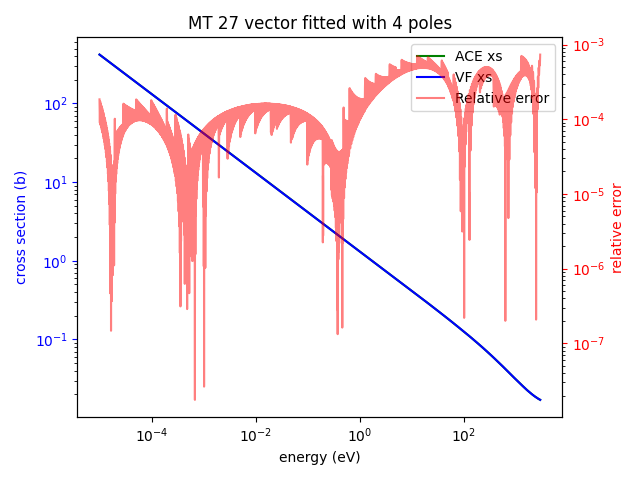 MT 27 vector fitted with 4 poles
ACE xs
VF xs
Relative error
cross section (b)
10^2
10^1
10^0
10^-1
10^-3
10^-4
10^-5
10^-6
10^-7
relative error
10^-4 10^-2 10^0 10^2
energy (eV)